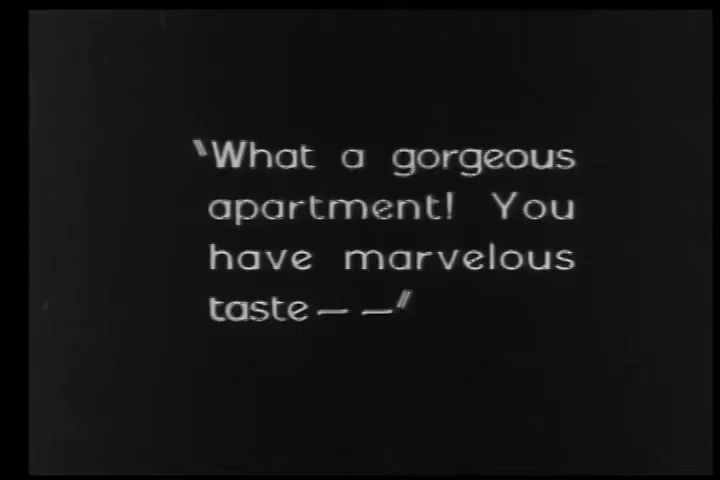 "What a gorgeous
apartment! You
have marvelous
taste— —"